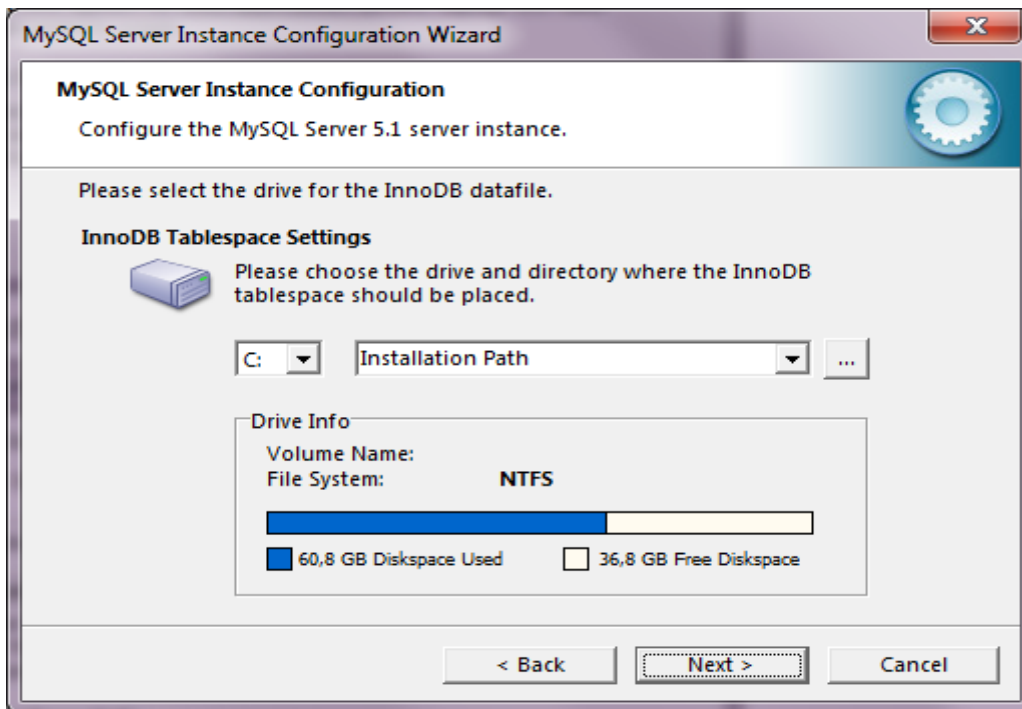 MySQL Server Instance Configuration Wizard
MySQL Server Instance Configuration
Configure the MySQL Server 5.1 server instance.
Please select the drive for the InnoDB datafile.
InnoDB Tablespace Settings
Please choose the drive and directory where the InnoDB
tablespace should be placed.
C: Installation Path ...
Drive Info
Volume Name:
File System: NTFS
60,8 GB Diskspace Used 36,8 GB Free Diskspace
< Back Next > Cancel